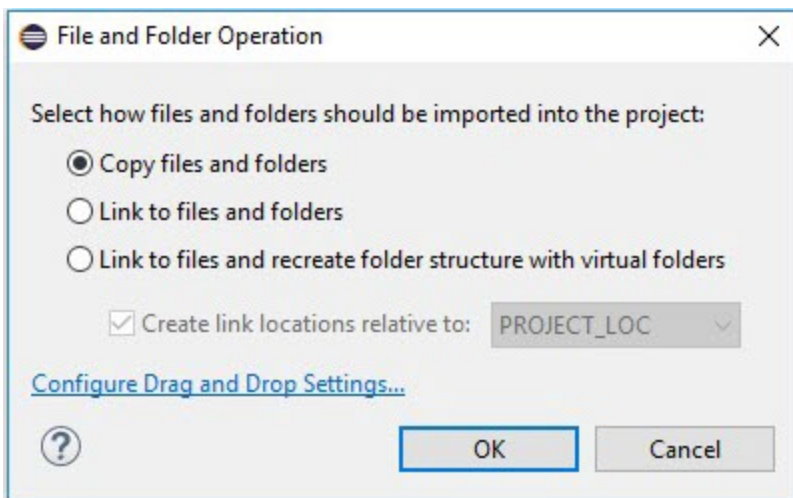 File and Folder Operation
Select how files and folders should be imported into the project:
Copy files and folders
Link to files and folders
Link to files and recreate folder structure with virtual folders
Create link locations relative to: PROJECT_LOC
Configure Drag and Drop Settings...
? OK Cancel